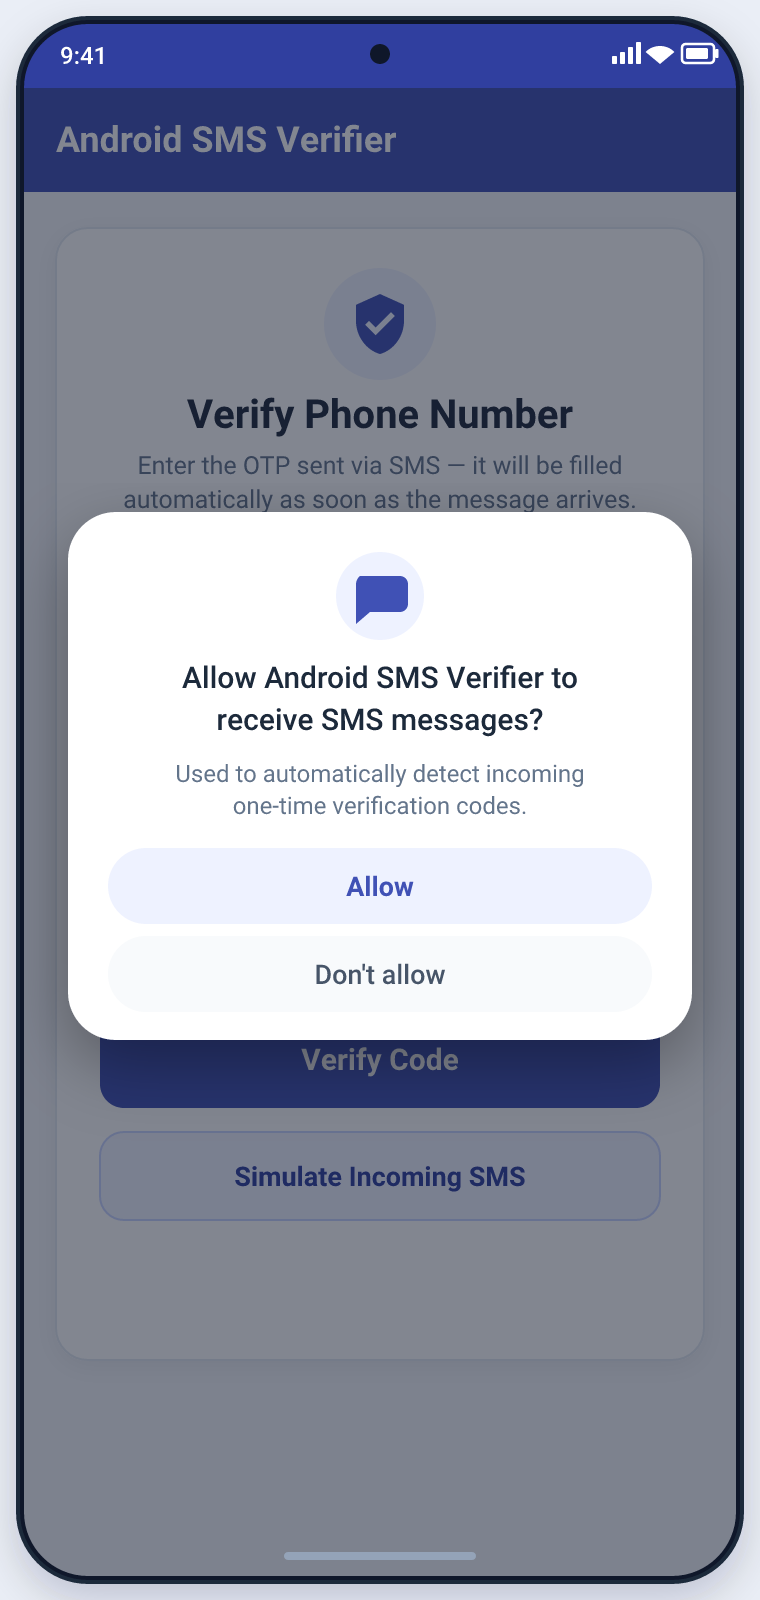 9:41
Android SMS Verifier
Verify Phone Number
Enter the OTP sent via SMS — it will be filled
automatically as soon as the message arrives.
Allow Android SMS Verifier to
receive SMS messages?
Used to automatically detect incoming
one-time verification codes.
Allow
Don't allow
Verify Code
Simulate Incoming SMS